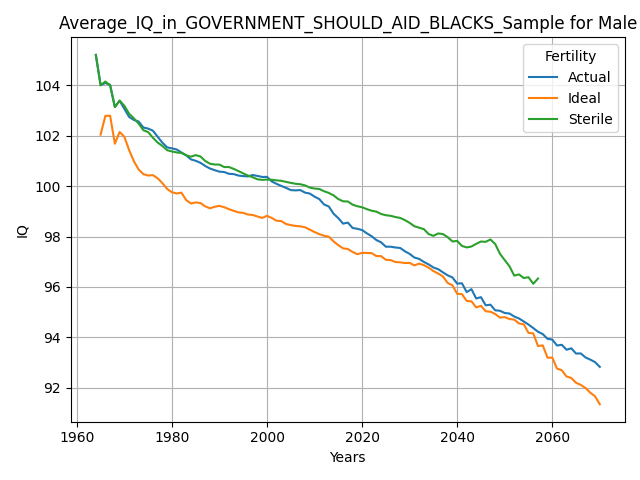 Average_IQ_in_GOVERNMENT_SHOULD_AID_BLACKS_Sample for Male
Fertility
Actual
Ideal
Sterile
IQ
104
102
100
98
96
94
92
1960
1980
2000
2020
2040
2060
Years